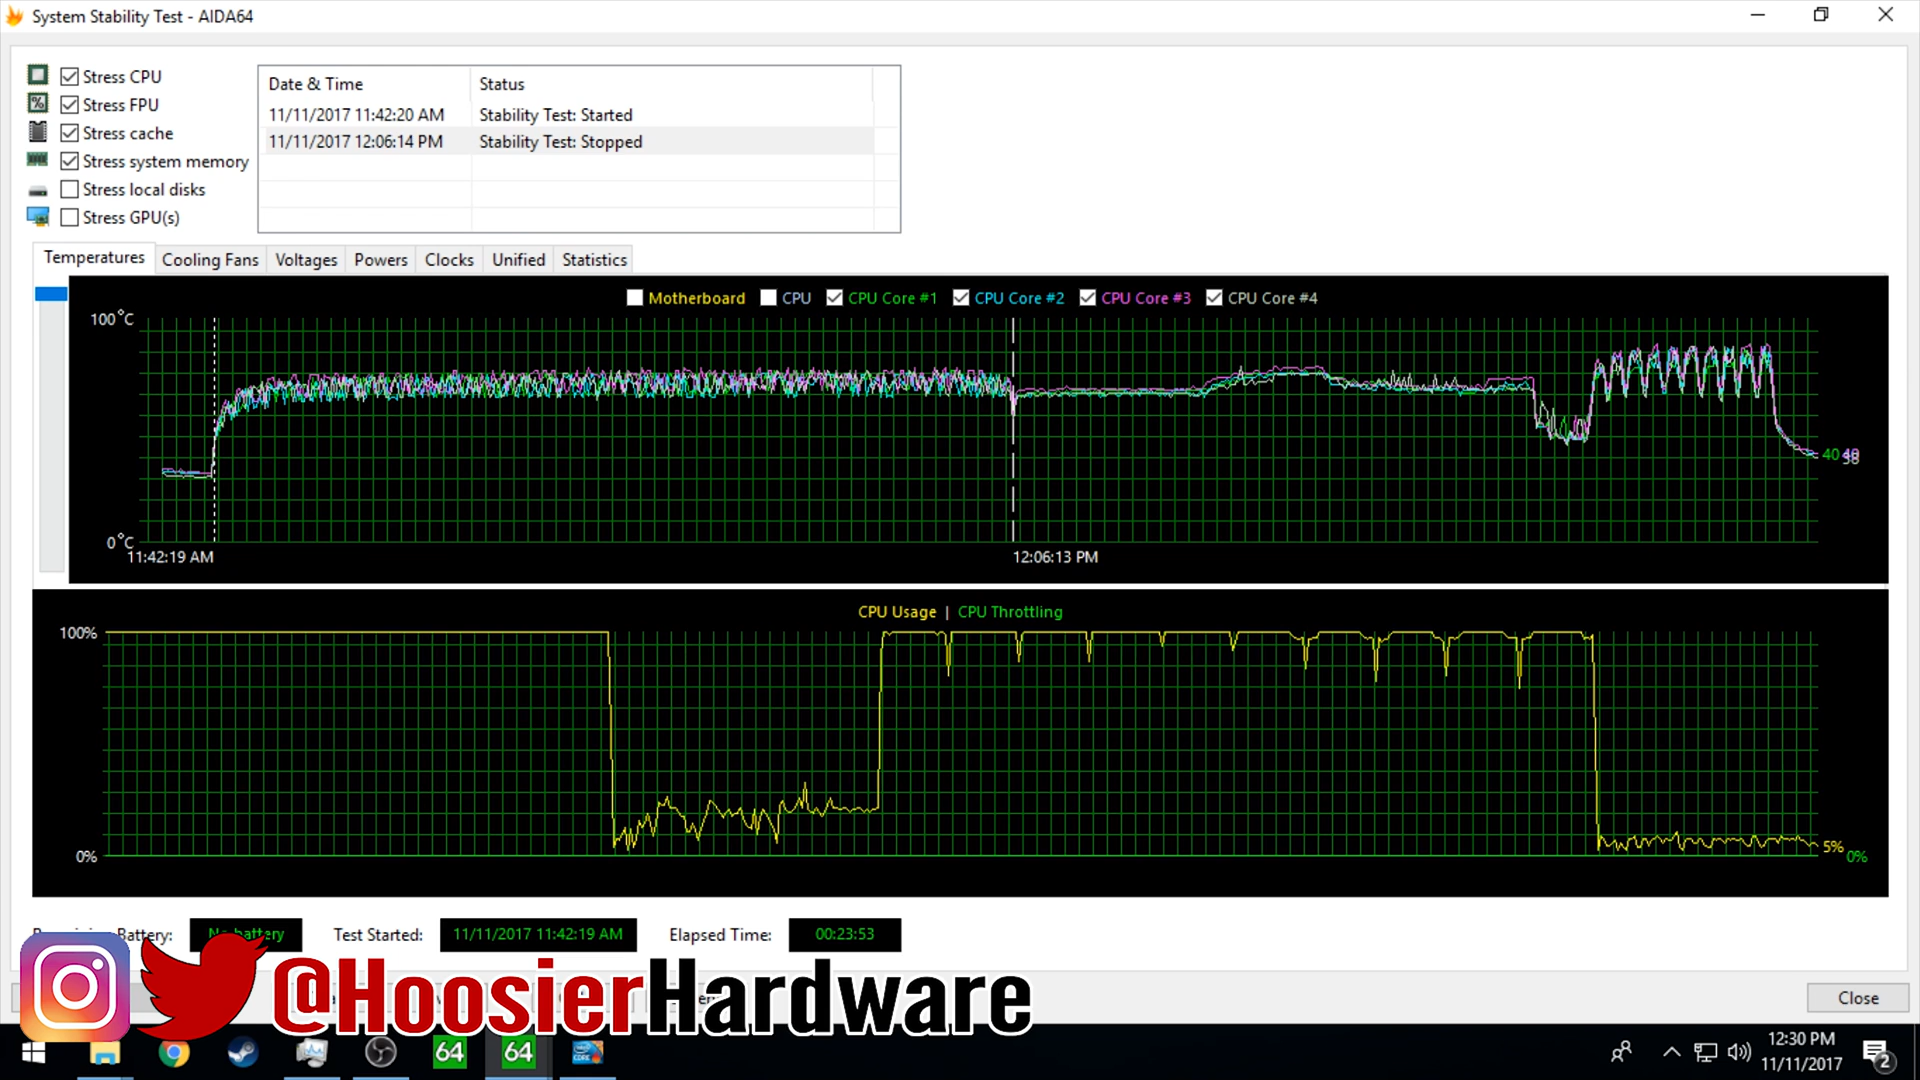 System Stability Test - AIDA64
Stress CPU
Stress FPU
Stress cache
Stress system memory
Stress local disks
Stress GPU(s)
Date & Time Status
11/11/2017 11:42:20 AM Stability Test: Started
11/11/2017 12:06:14 PM Stability Test: Stopped
Temperatures Cooling Fans Voltages Powers Clocks Unified Statistics
Motherboard CPU CPU Core #1 CPU Core #2 CPU Core #3 CPU Core #4
100°C
40
38
0°C
11:42:19 AM 12:06:13 PM
CPU Usage | CPU Throttling
100%
0% 5% 0%
Battery: No battery Test Started: 11/11/2017 11:42:19 AM Elapsed Time: 00:23:53
@HoosierHardware
Close
64 64
12:30 PM
11/11/2017
2